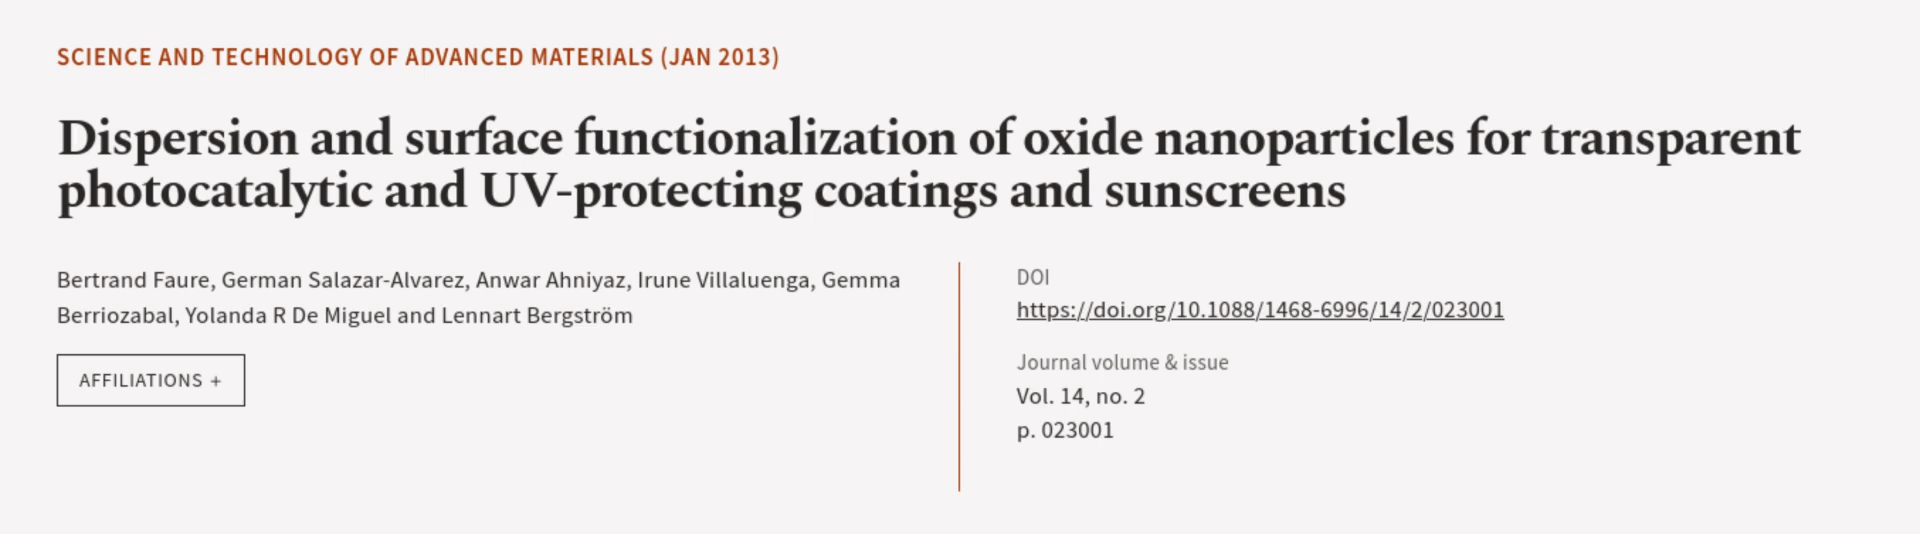 SCIENCE AND TECHNOLOGY OF ADVANCED MATERIALS (JAN 2013)
Dispersion and surface functionalization of oxide nanoparticles for transparent
photocatalytic and UV-protecting coatings and sunscreens
Bertrand Faure, German Salazar-Alvarez, Anwar Ahniyaz, Irune Villaluenga, Gemma
Berriozabal, Yolanda R De Miguel and Lennart Bergström
AFFILIATIONS +
DOI
https://doi.org/10.1088/1468-6996/14/2/023001
Journal volume & issue
Vol. 14, no. 2
p. 023001